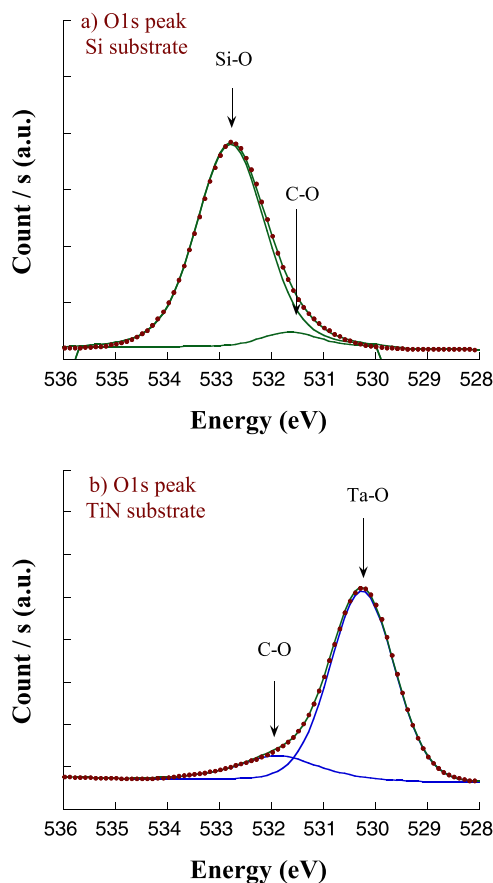 a) O1s peak
Si substrate
Si-O
C-O
Count / s (a.u.)
536 535 534 533 532 531 530 529 528
Energy (eV)
b) O1s peak
TiN substrate
Ta-O
C-O
Count / s (a.u.)
536 535 534 533 532 531 530 529 528
Energy (eV)